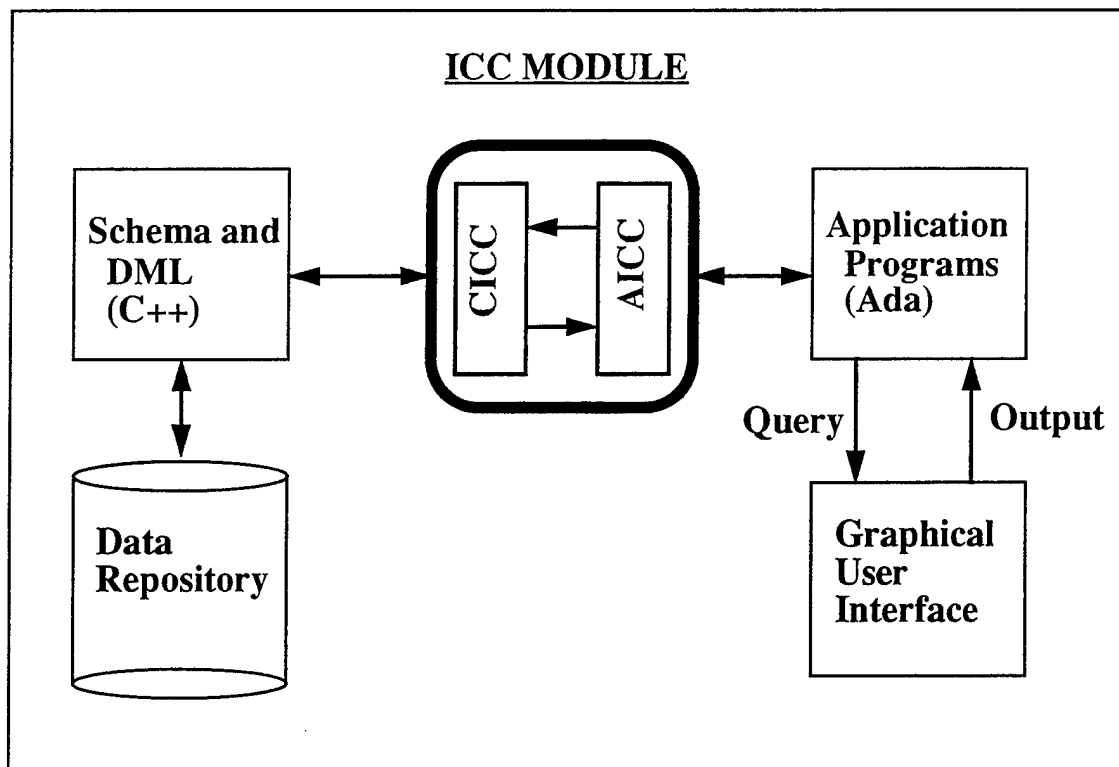 ICC MODULE
Schema and
DML
(C++)
CICC
AICC
Application
Programs
(Ada)
Query
Output
Data
Repository
Graphical
User
Interface